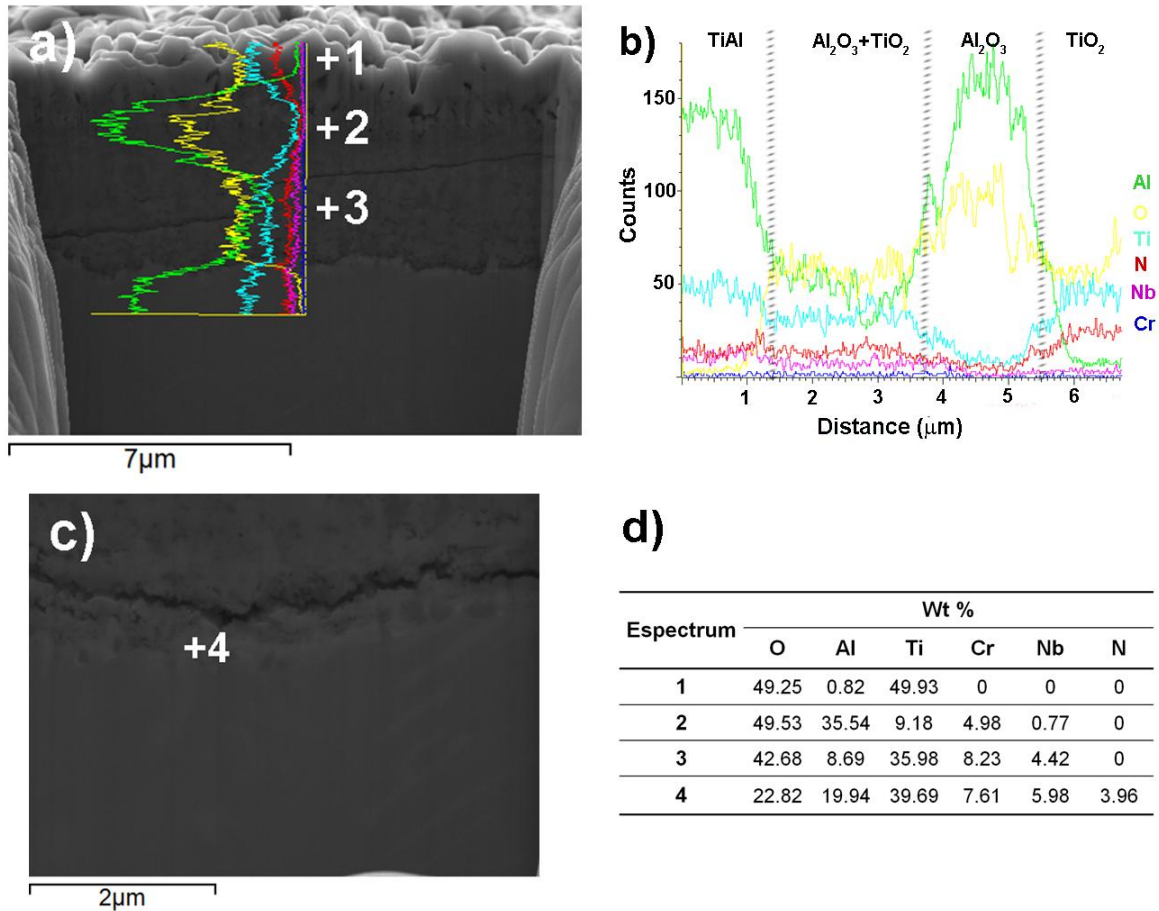 a)
+1
+2
+3
7µm
b)
TiAl Al₂O₃+TiO₂ Al₂O₃ TiO₂
150
100
50
Counts
1 2 3 4 5 6
Distance (µm)
Al
O
Ti
N
Nb
Cr
c)
+4
2µm
d)
Espectrum Wt %
O Al Ti Cr Nb N
1 49.25 0.82 49.93 0 0 0
2 49.53 35.54 9.18 4.98 0.77 0
3 42.68 8.69 35.98 8.23 4.42 0
4 22.82 19.94 39.69 7.61 5.98 3.96